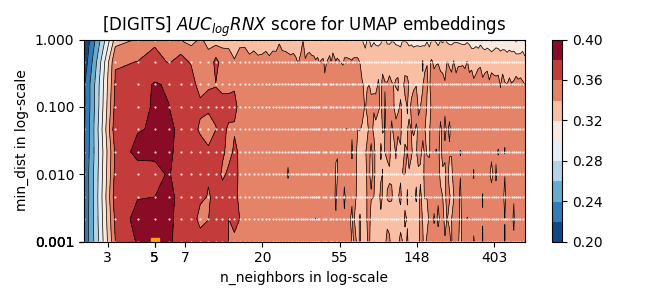 [DIGITS] AUC_logRNX score for UMAP embeddings
min_dist in log-scale
1.000
0.100
0.010
0.001
3 5 7 20 55 148 403
n_neighbors in log-scale
0.40
0.36
0.32
0.28
0.24
0.20